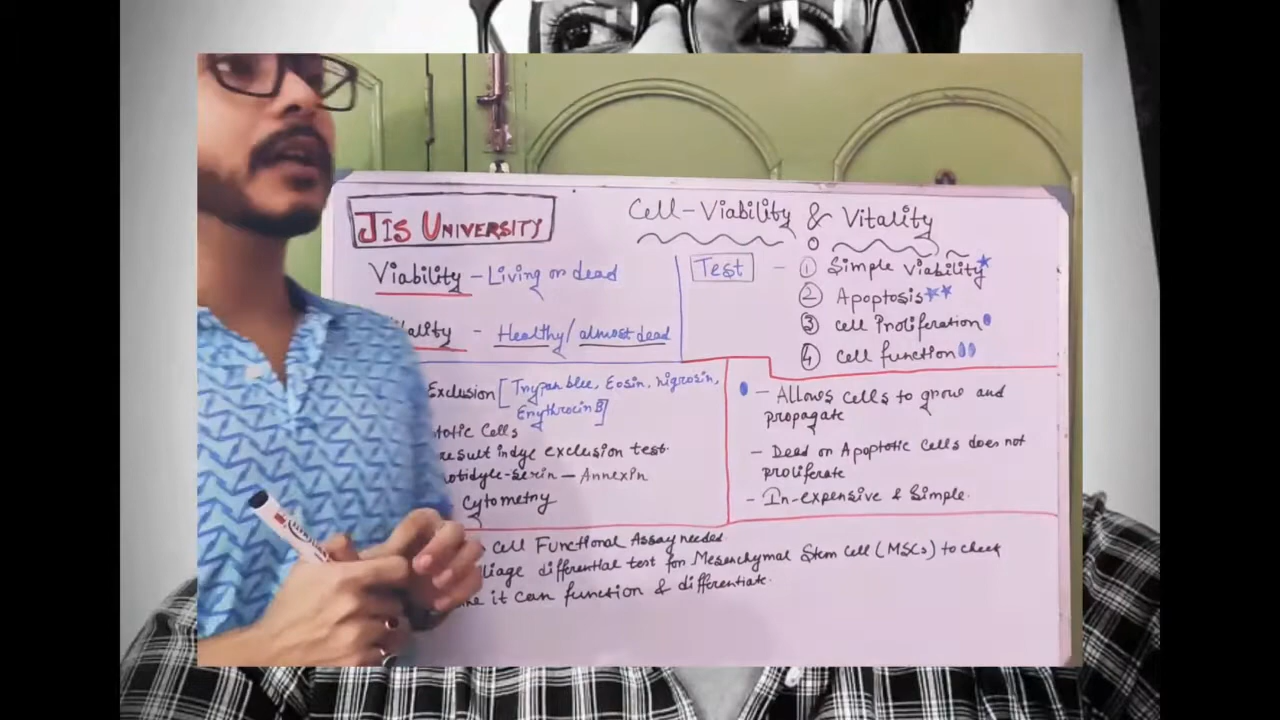 JIS UNIVERSITY
Cell-Viability & Vitality
Viability - Living or dead
Healthy / almost dead
Test - ① Simple Viability
② Apoptosis
③ Cell Proliferation
④ Cell function
Exclusion [Trypan blue, Eosin, nigrosin,
Erythrocin B]
Cells
result in dye exclusion test.
serin - Annexin
Cytometry
- Allows cells to grow and
propagate
- Dead or Apoptotic cells does not
proliferate
- In-expensive & Simple.
cell Functional Assay needed
differential test for Mesenchymal Stem Cell (MSCs) to check
it can function & differentiate.